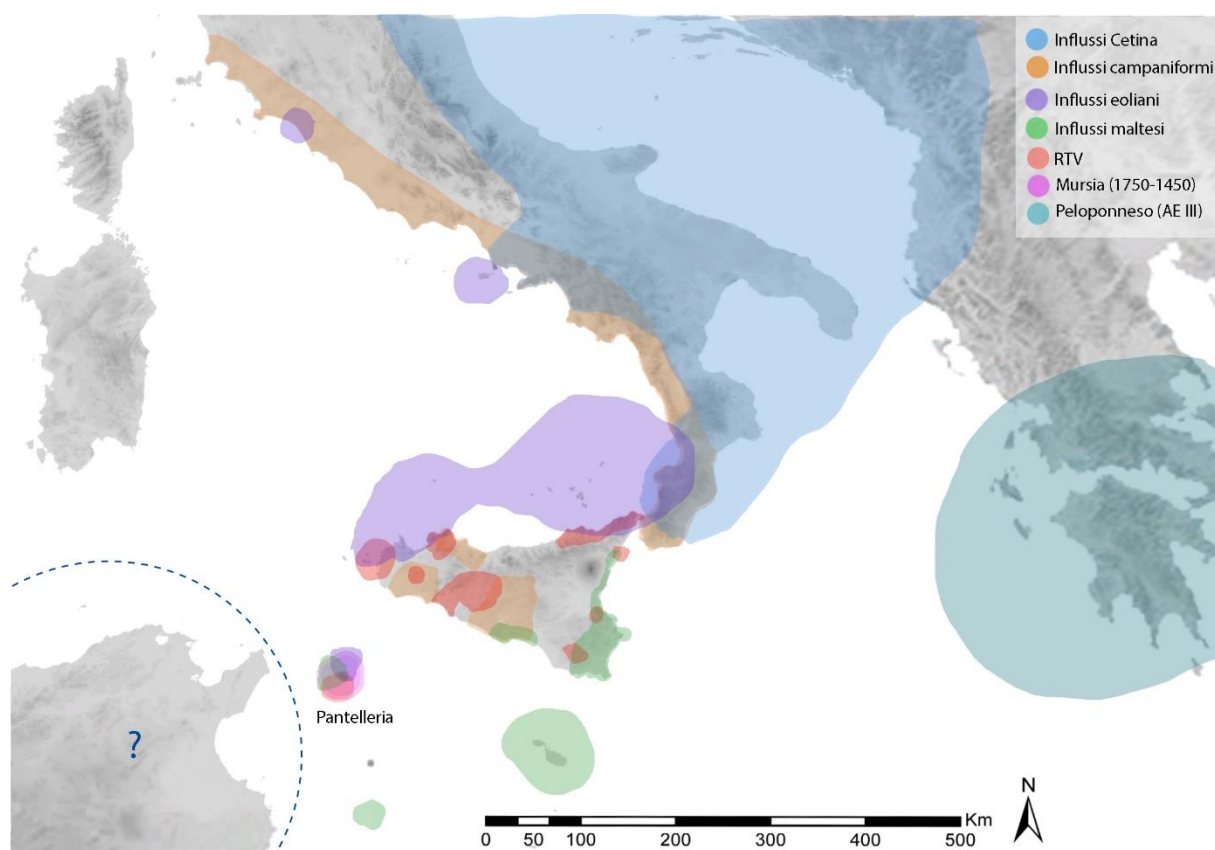 Influssi Cetina
Influssi campaniformi
Influssi eoliani
Influssi maltesi
RTV
Mursia (1750-1450)
Peloponneso (AE III)
?
Pantelleria
N
Km
0 50 100 200 300 400 500